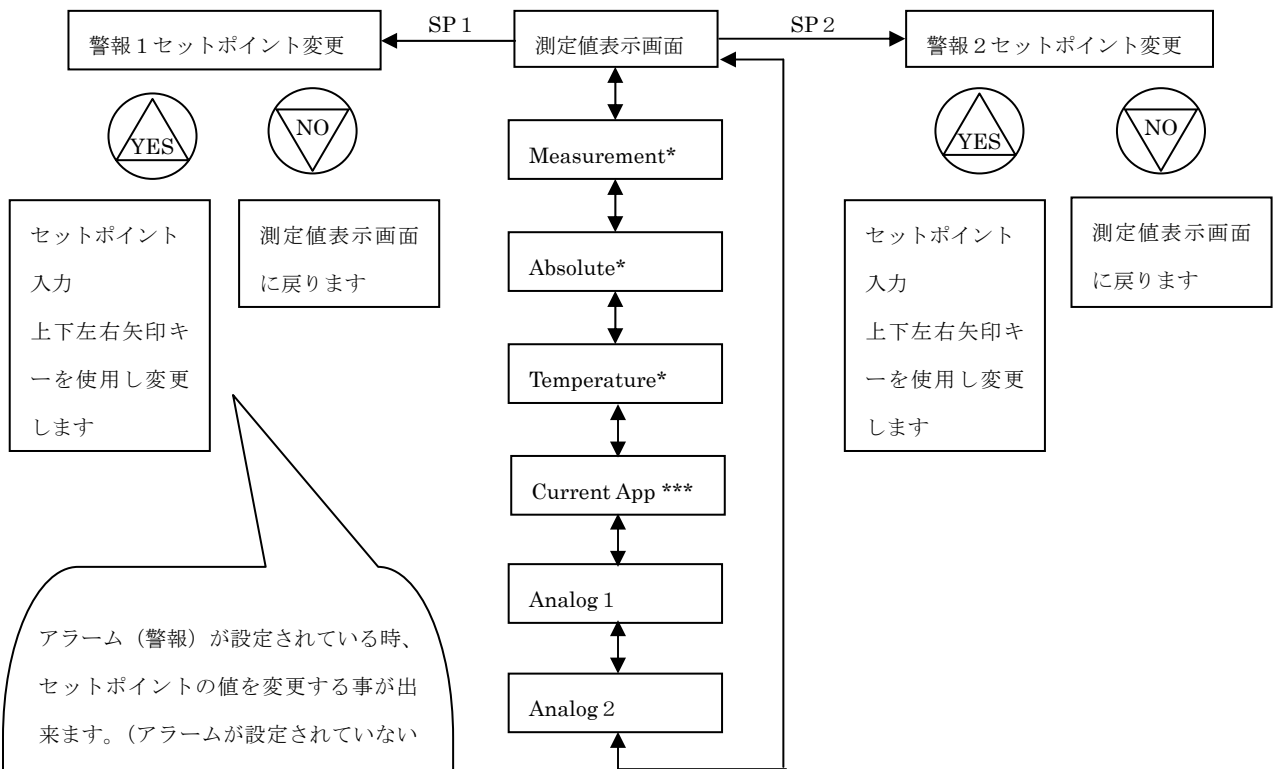 SP１
SP２
警報１セットポイント変更
測定値表示画面
警報２セットポイント変更
YES
NO
YES
NO
Measurement*
セットポイント
入力
上下左右矢印キ
ーを使用し変更
します
測定値表示画面
に戻ります
Absolute*
セットポイント
入力
上下左右矢印キ
ーを使用し変更
します
測定値表示画面
に戻ります
Temperature*
Current App ***
Analog１
Analog２
アラーム（警報）が設定されている時、
セットポイントの値を変更する事が出
来ます。（アラームが設定されていない